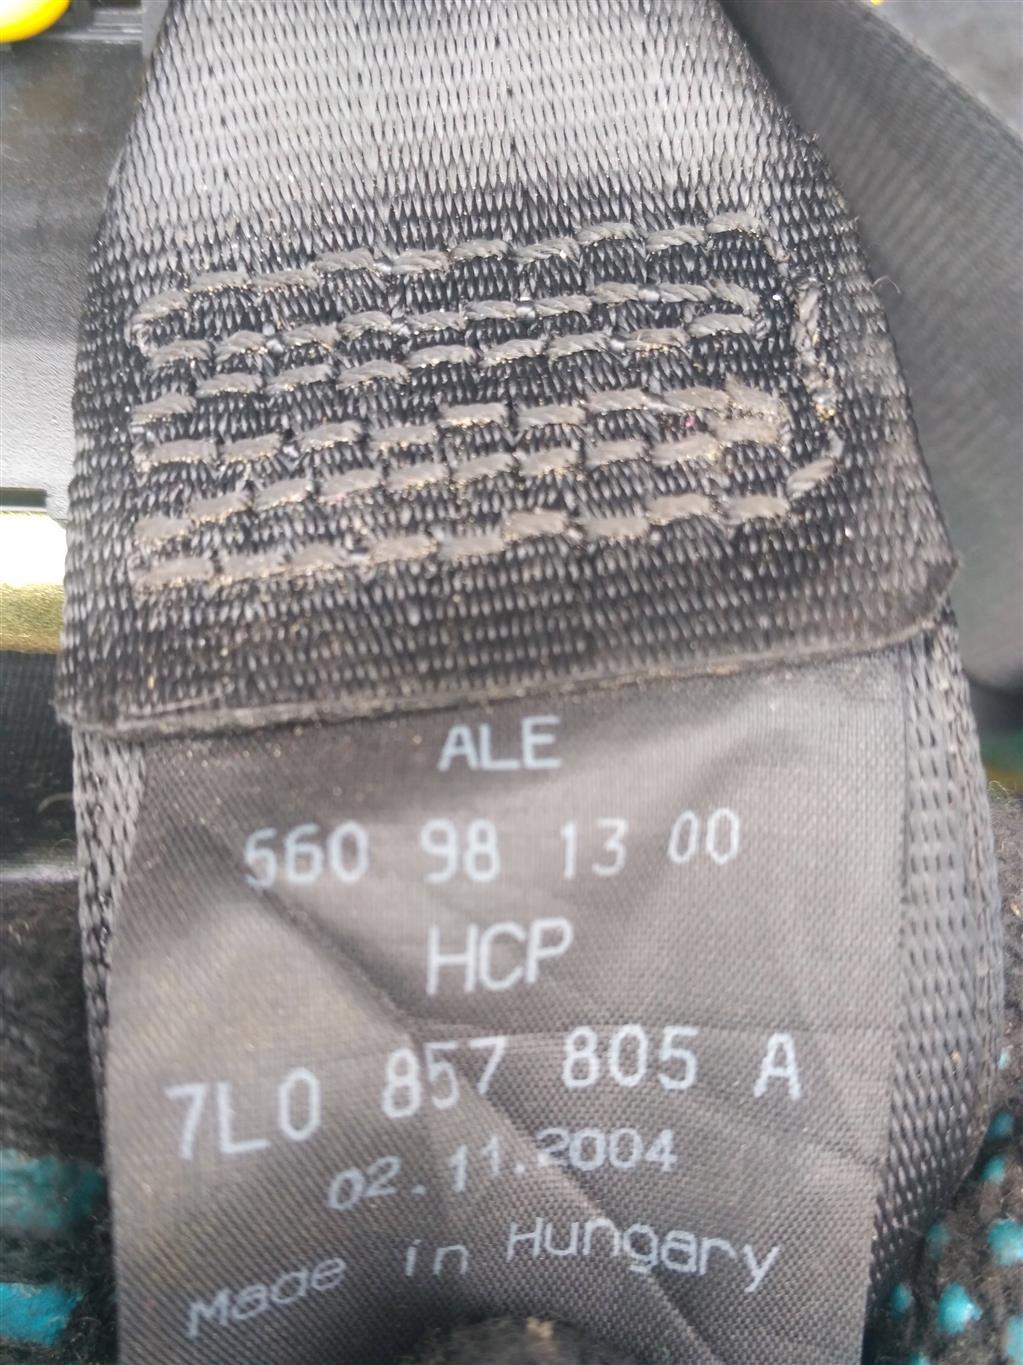 ALE
560 98 13 00
HCP
7L0 857 805 A
02.11.2004
Made in Hungary